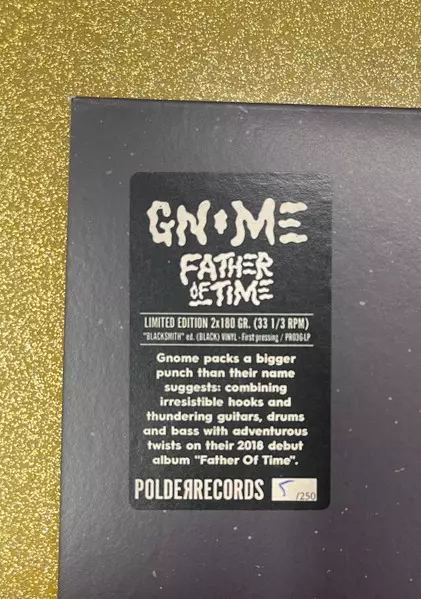 GNOME
FATHER
OF TIME
LIMITED EDITION 2x180 GR. (33 1/3 RPM)
"BLACKSMITH" ed. (BLACK) VINYL - First pressing / PR036-LP
Gnome packs a bigger
punch than their name
suggests: combining
irresistible hooks and
thundering guitars, drums
and bass with adventurous
twists on their 2018 debut
album "Father Of Time".
POLDEЯRECORDS 5 /250